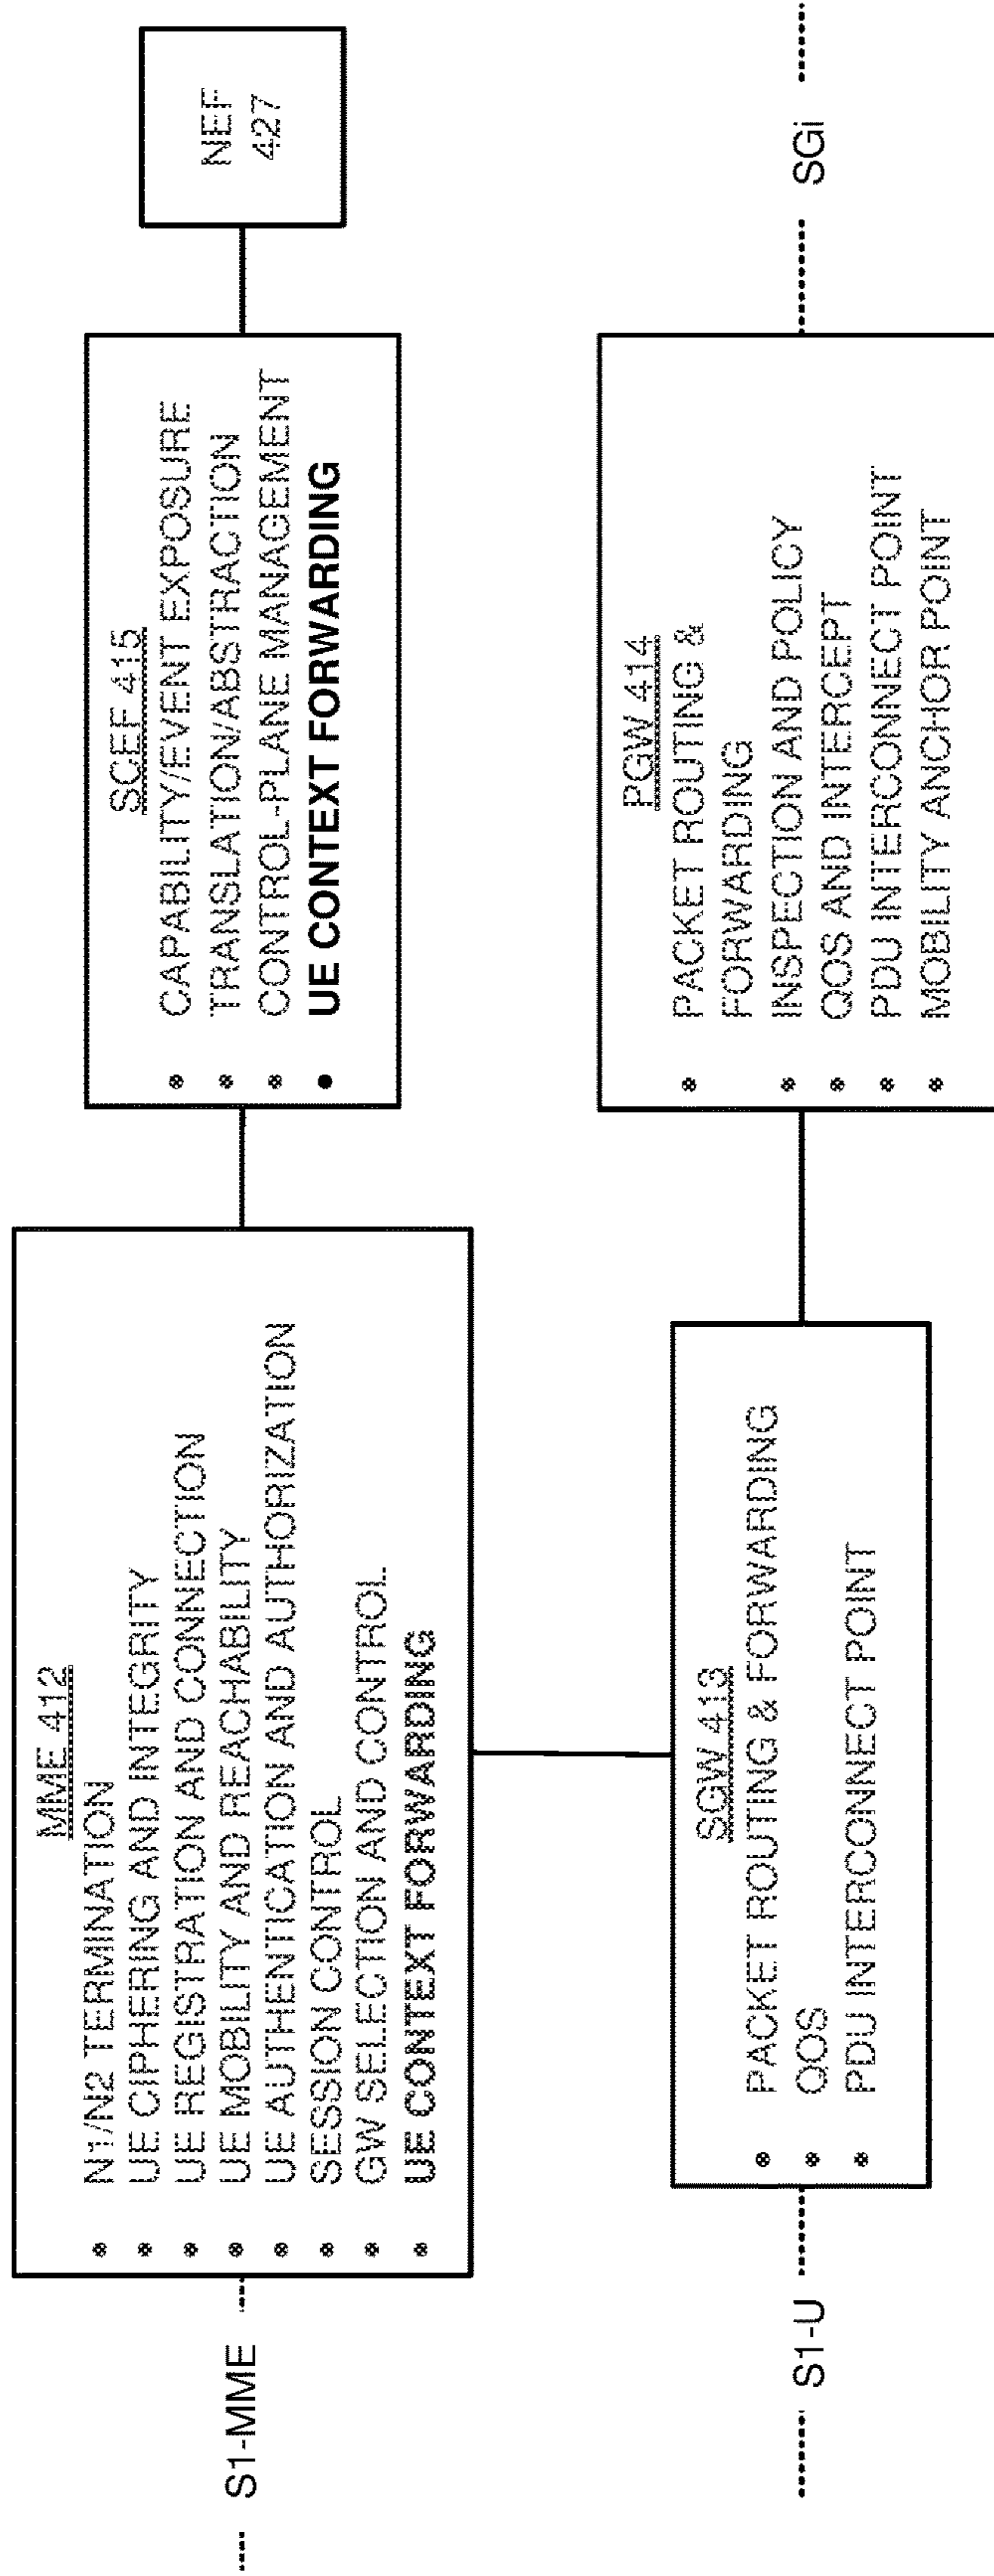 S1-MME
MME 412
N1/N2 TERMINATION
UE CIPHERING AND INTEGRITY
UE REGISTRATION AND CONNECTION
UE MOBILITY AND REACHABILITY
UE AUTHENTICATION AND AUTHORIZATION
SESSION CONTROL
GW SELECTION AND CONTROL
UE CONTEXT FORWARDING
SCEF 415
CAPABILITY/EVENT EXPOSURE
TRANSLATION/ABSTRACTION
CONTROL-PLANE MANAGEMENT
UE CONTEXT FORWARDING
NEF
427
S1-U
SGW 413
PACKET ROUTING & FORWARDING
QOS
PDU INTERCONNECT POINT
PGW 414
PACKET ROUTING &
FORWARDING
INSPECTION AND POLICY
QOS AND INTERCEPT
PDU INTERCONNECT POINT
MOBILITY ANCHOR POINT
SGi